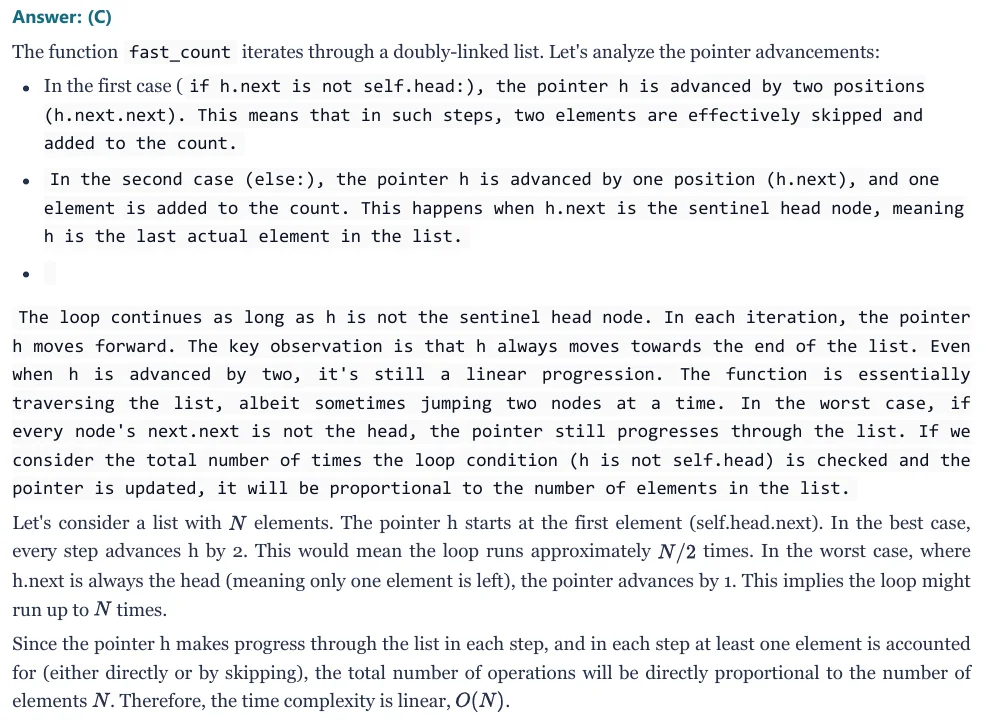 Answer: (C)
The function fast_count iterates through a doubly-linked list. Let's analyze the pointer advancements:
• In the first case ( if h.next is not self.head:), the pointer h is advanced by two positions
(h.next.next). This means that in such steps, two elements are effectively skipped and
added to the count.
• In the second case (else:), the pointer h is advanced by one position (h.next), and one
element is added to the count. This happens when h.next is the sentinel head node, meaning
h is the last actual element in the list.
•
The loop continues as long as h is not the sentinel head node. In each iteration, the pointer
h moves forward. The key observation is that h always moves towards the end of the list. Even
when h is advanced by two, it's still a linear progression. The function is essentially
traversing the list, albeit sometimes jumping two nodes at a time. In the worst case, if
every node's next.next is not the head, the pointer still progresses through the list. If we
consider the total number of times the loop condition (h is not self.head) is checked and the
pointer is updated, it will be proportional to the number of elements in the list.
Let's consider a list with N elements. The pointer h starts at the first element (self.head.next). In the best case,
every step advances h by 2. This would mean the loop runs approximately N/2 times. In the worst case, where
h.next is always the head (meaning only one element is left), the pointer advances by 1. This implies the loop might
run up to N times.
Since the pointer h makes progress through the list in each step, and in each step at least one element is accounted
for (either directly or by skipping), the total number of operations will be directly proportional to the number of
elements N. Therefore, the time complexity is linear, O(N).